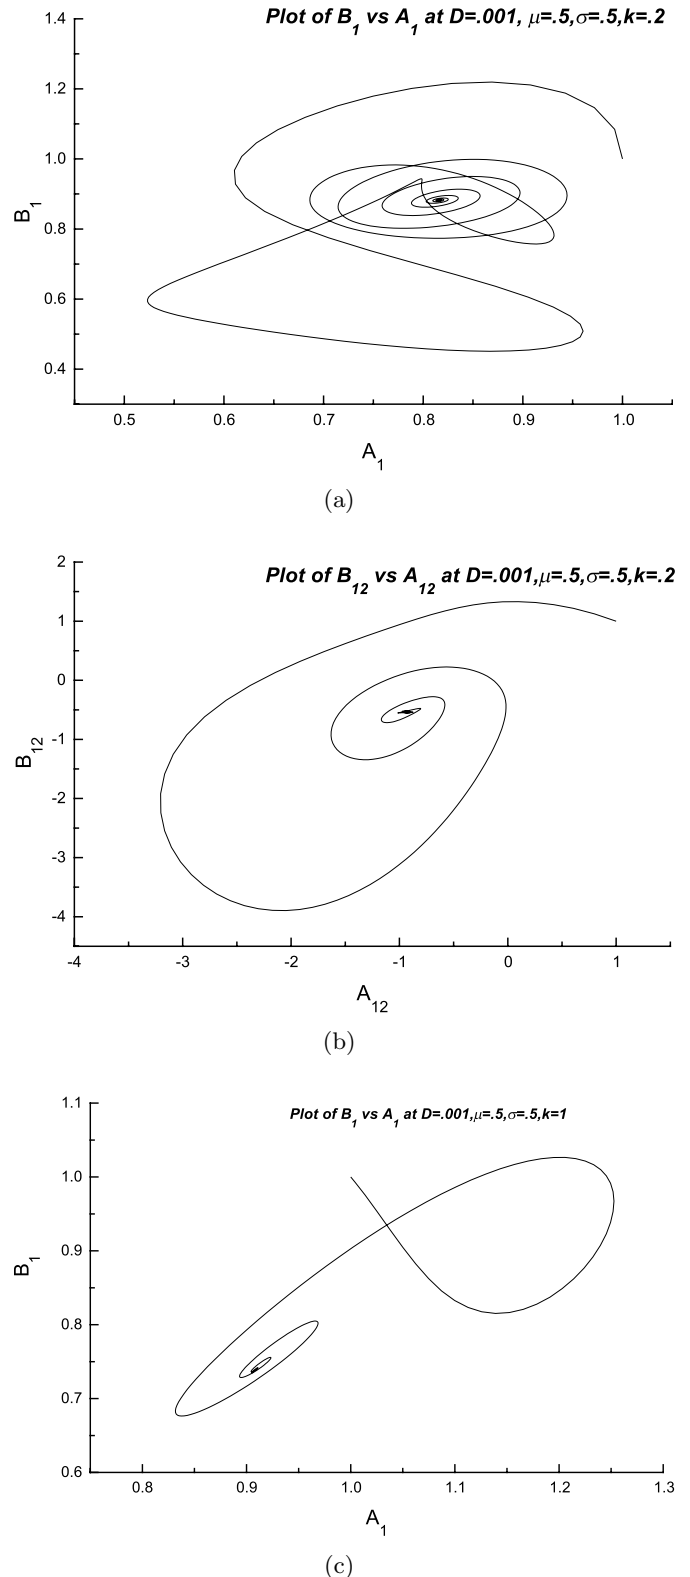 Plot of B1 vs A1 at D=.001, μ=.5,σ=.5,k=.2
1.4
1.2
1.0
0.8
0.6
0.4
B1
0.5 0.6 0.7 0.8 0.9 1.0
A1
(a)
Plot of B12 vs A12 at D=.001,μ=.5,σ=.5,k=.2
2
1
0
-1
-2
-3
-4
B12
-4 -3 -2 -1 0 1
A12
(b)
Plot of B1 vs A1 at D=.001,μ=.5,σ=.5,k=1
1.1
1.0
0.9
0.8
0.7
0.6
B1
0.8 0.9 1.0 1.1 1.2 1.3
A1
(c)